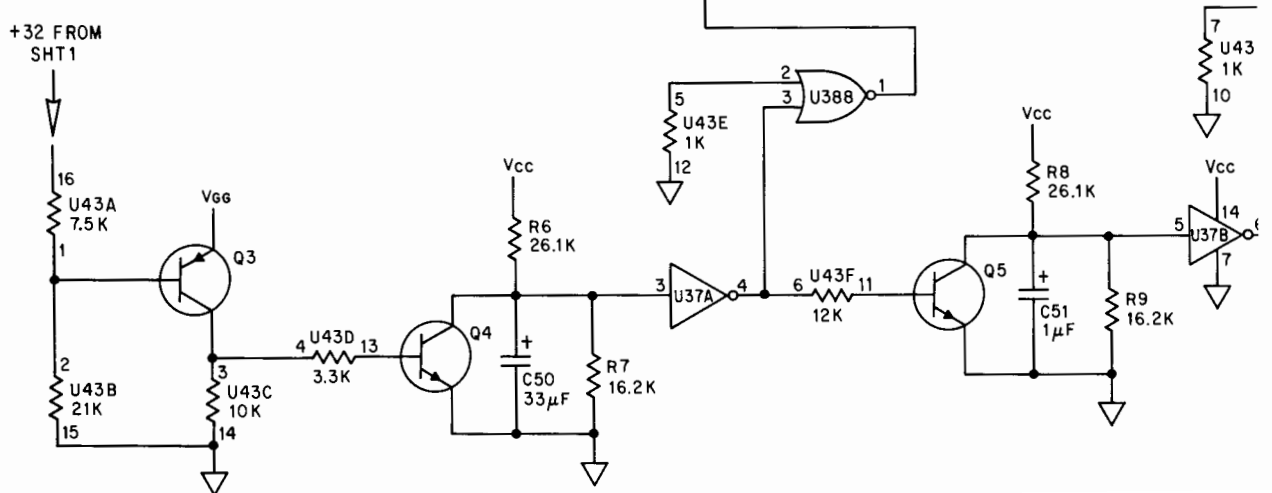 +32 FROM
SHT1
16
U43A
7.5K
1
2
U43B
21K
15
VGG
Q3
3
U43C
10K
14
4
U43D
13
3.3K
Q4
Vcc
R6
26.1K
+
C50
33µF
R7
16.2K
5
U43E
1K
12
2
3
U388
1
3
U37A
4
6
U43F
11
12K
Q5
Vcc
R8
26.1K
+
C51
1µF
R9
16.2K
7
U43
1K
10
Vcc
14
5
U37B
6
7